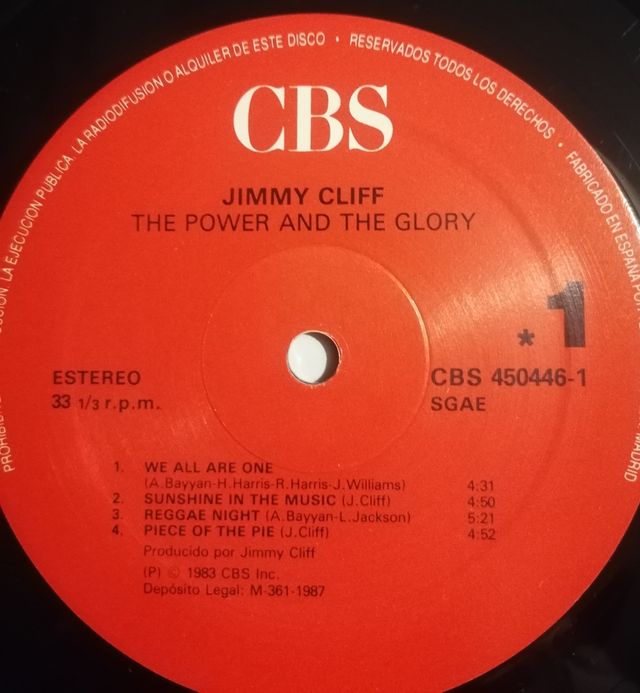 PROHIBI
CCION. LA EJECUCION PUBLICA. LA RADIODIFUSION O ALQUILER DE ESTE DISCO • RESERVADOS TODOS LOS DERECHOS • FABRICADO EN ESPAÑA POR
MADRID
CBS
JIMMY CLIFF
THE POWER AND THE GLORY
* 1
ESTEREO
33 1/3 r.p.m.
CBS 450446-1
SGAE
1. WE ALL ARE ONE
(A.Bayyan-H.Harris-R.Harris-J.Williams) 4:31
2. SUNSHINE IN THE MUSIC (J.Cliff) 4:50
3. REGGAE NIGHT (A.Bayyan-L.Jackson) 5:21
4. PIECE OF THE PIE (J.Cliff) 4:52
Producido por Jimmy Cliff
(P) © 1983 CBS Inc.
Depósito Legal: M-361-1987